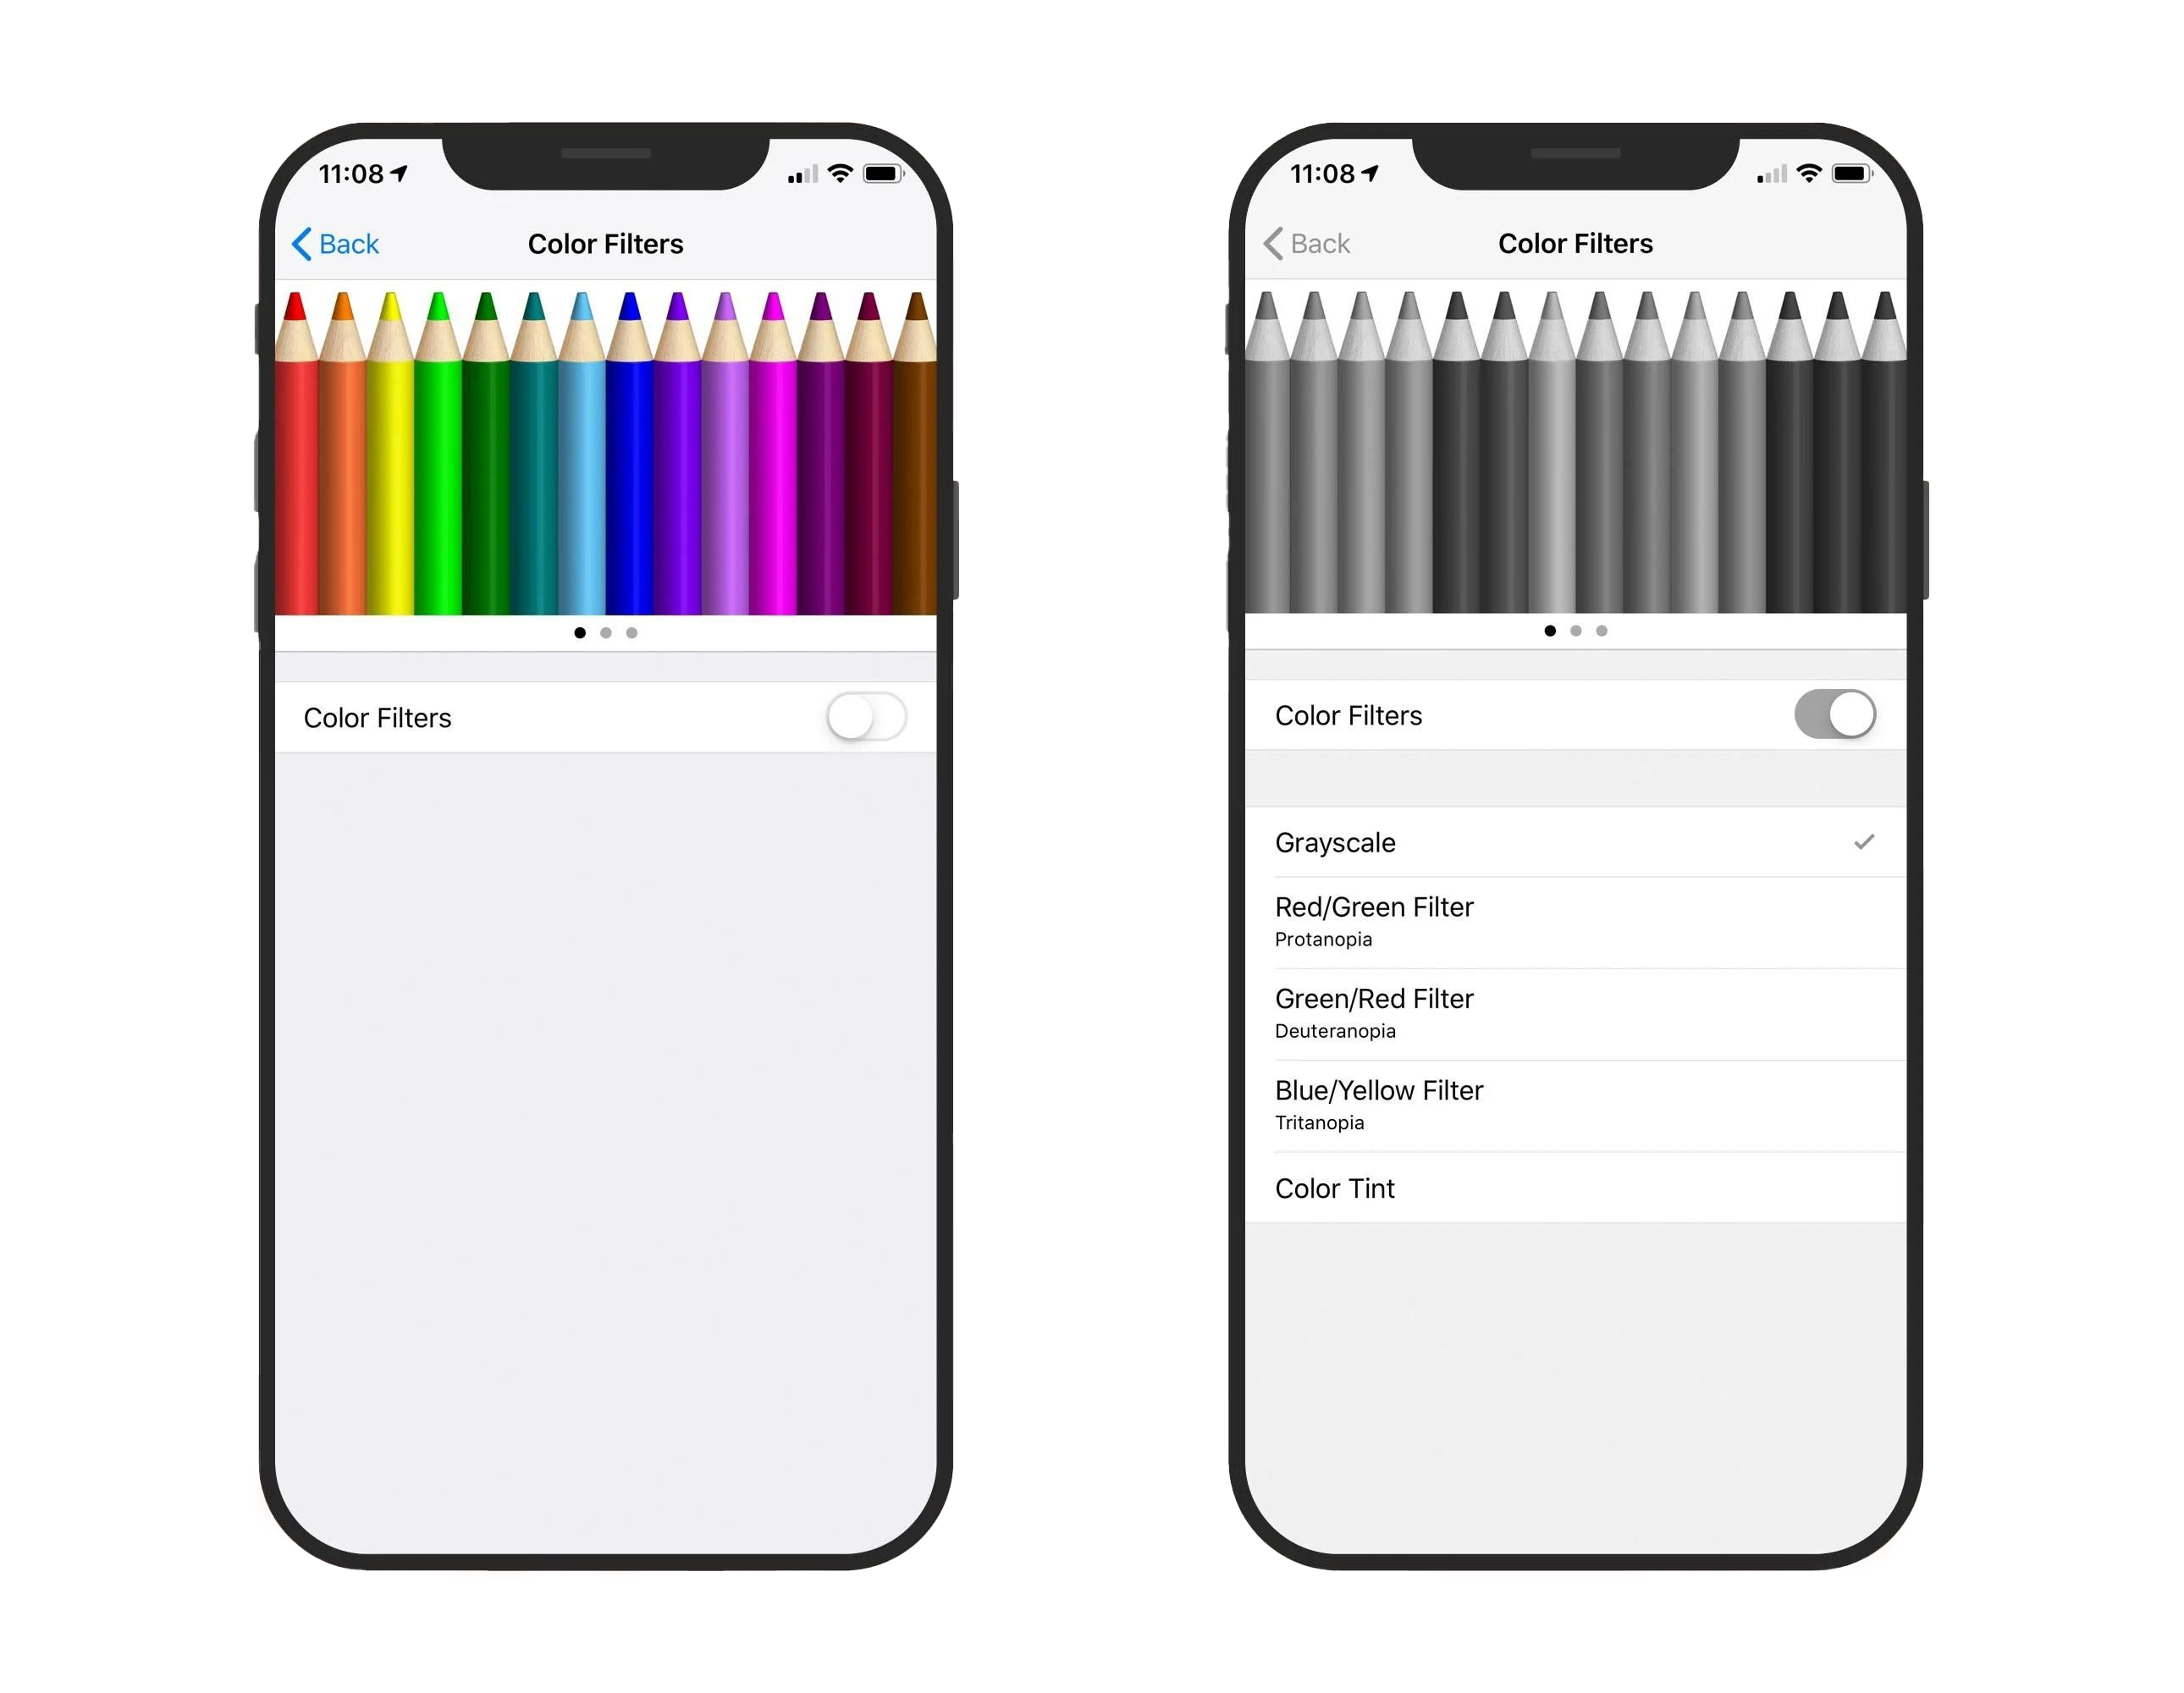 11:08
Back
Color Filters
Color Filters
11:08
Back
Color Filters
Color Filters
Grayscale
Red/Green Filter
Protanopia
Green/Red Filter
Deuteranopia
Blue/Yellow Filter
Tritanopia
Color Tint